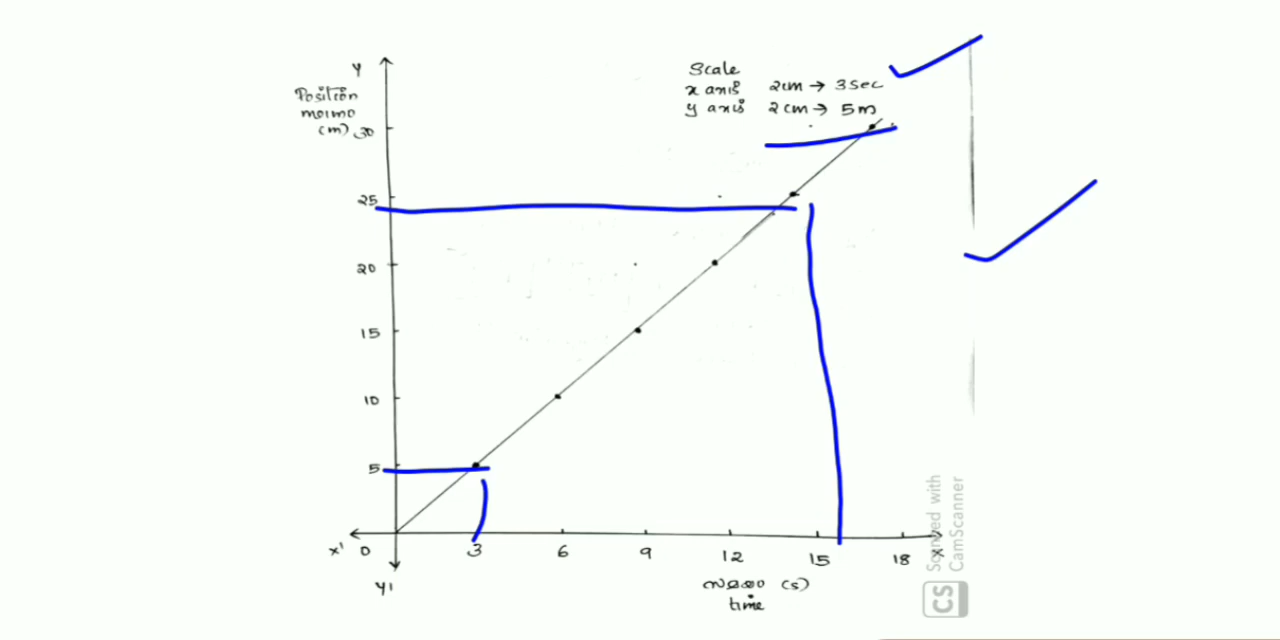 Y
Scale
x axis 2cm → 3sec
y axis 2cm → 5m
Position
(m)
30
25
20
15
10
5
X' 0 3 6 9 12 15 18 X
Y'
സമയം (s)
time
Scanned with
CamScanner
CS